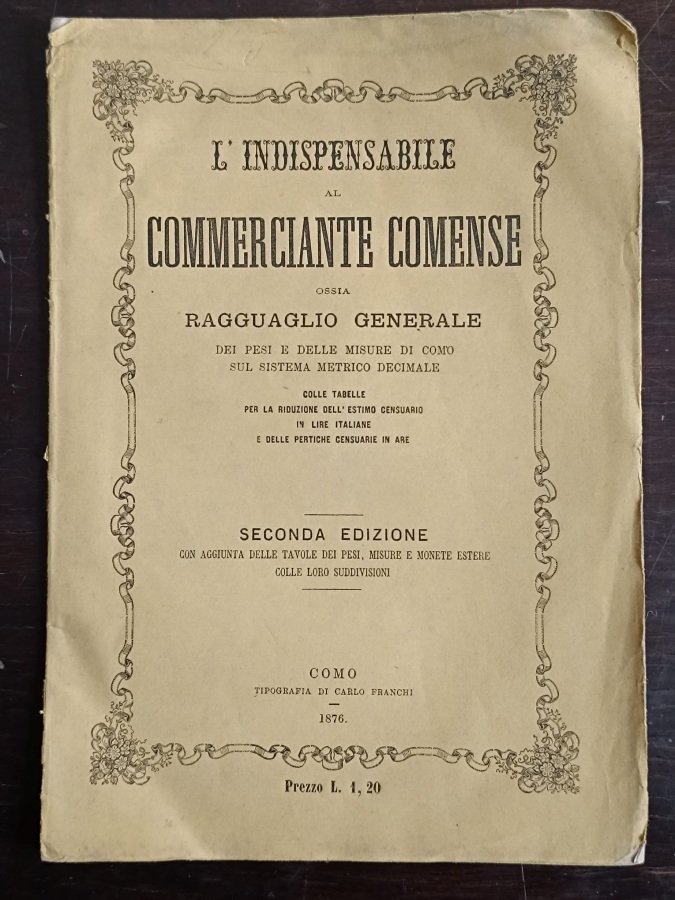 L' INDISPENSABILE
AL
COMMERCIANTE COMENSE
OSSIA
RAGGUAGLIO GENERALE
DEI PESI E DELLE MISURE DI COMO
SUL SISTEMA METRICO DECIMALE
COLLE TABELLE
PER LA RIDUZIONE DELL' ESTIMO CENSUARIO
IN LIRE ITALIANE
E DELLE PERTICHE CENSUARIE IN ARE
SECONDA EDIZIONE
CON AGGIUNTA DELLE TAVOLE DEI PESI, MISURE E MONETE ESTERE
COLLE LORO SUDDIVISIONI
COMO
TIPOGRAFIA DI CARLO FRANCHI
1876.
Prezzo L. 1, 20